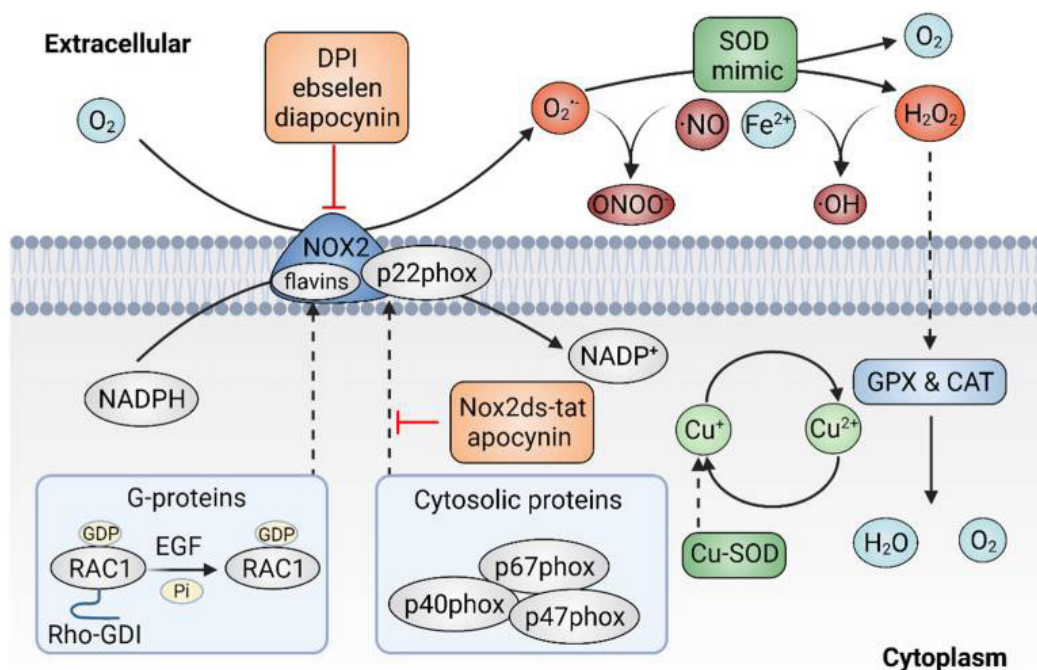 Extracellular
DPI
ebselen
diapocynin
SOD
mimic
O₂
O₂
O₂•-
·NO
Fe²⁺
H₂O₂
ONOO⁻
·OH
NOX2
flavins
p22phox
NADPH
NADP⁺
GPX & CAT
Nox2ds-tat
apocynin
Cu⁺
Cu²⁺
G-proteins
GDP
GDP
RAC1
EGF
RAC1
Pi
Rho-GDI
Cytosolic proteins
p67phox
p40phox
p47phox
Cu-SOD
H₂O
O₂
Cytoplasm